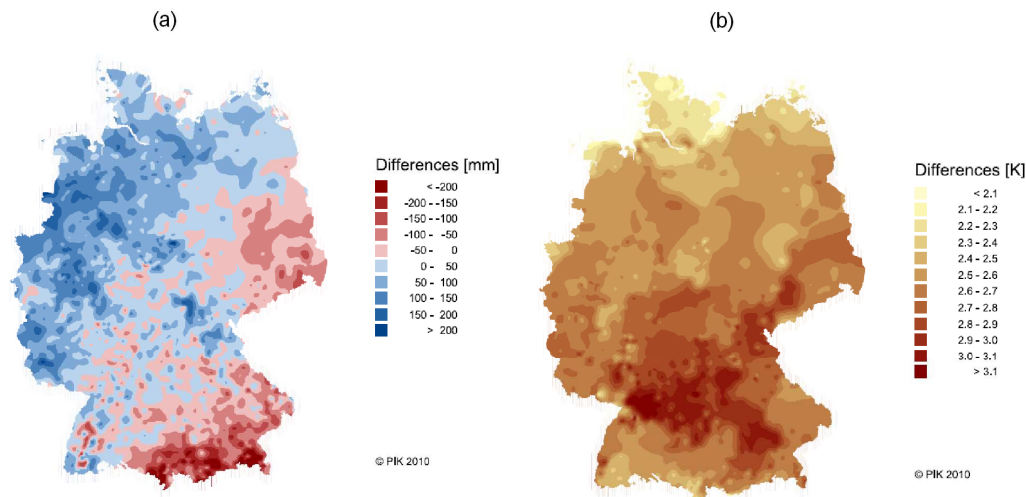 (a)
(b)
Differences [mm]
< -200
-200 - -150
-150 - -100
-100 - -50
-50 - 0
0 - 50
50 - 100
100 - 150
150 - 200
> 200
© PIK 2010
Differences [K]
< 2.1
2.1 - 2.2
2.2 - 2.3
2.3 - 2.4
2.4 - 2.5
2.5 - 2.6
2.6 - 2.7
2.7 - 2.8
2.8 - 2.9
2.9 - 3.0
3.0 - 3.1
> 3.1
© PIK 2010